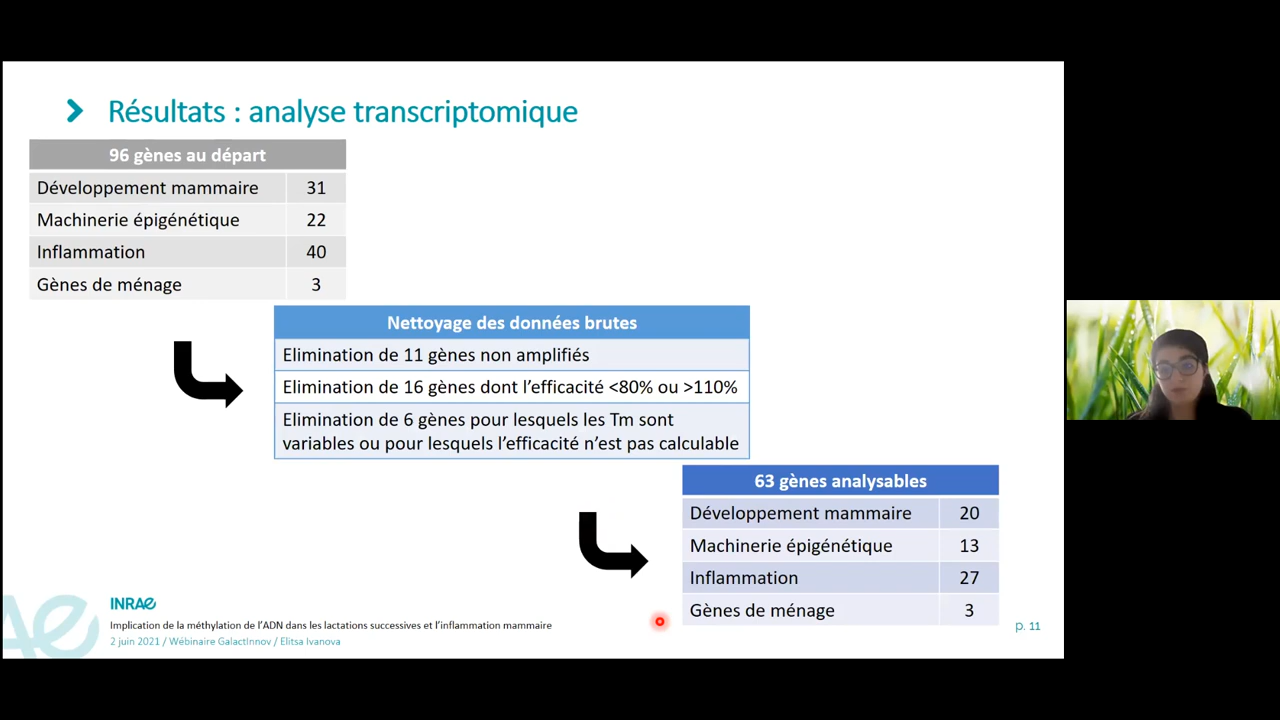 Résultats : analyse transcriptomique
96 gènes au départ
Développement mammaire 31
Machinerie épigénétique 22
Inflammation 40
Gènes de ménage 3
Nettoyage des données brutes
Elimination de 11 gènes non amplifiés
Elimination de 16 gènes dont l’efficacité <80% ou >110%
Elimination de 6 gènes pour lesquels les Tm sont
variables ou pour lesquels l’efficacité n’est pas calculable
63 gènes analysables
Développement mammaire 20
Machinerie épigénétique 13
Inflammation 27
Gènes de ménage 3
INRAE
Implication de la méthylation de l’ADN dans les lactations successives et l’inflammation mammaire
2 juin 2021 / Wébinaire GalactInnov / Elitsa Ivanova
p. 11